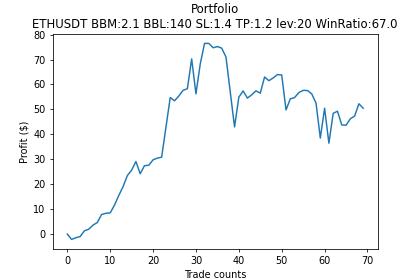 Portfolio
ETHUSDT BBM:2.1 BBL:140 SL:1.4 TP:1.2 lev:20 WinRatio:67.0
80
70
60
50
40
30
20
10
0
Profit ($)
0 10 20 30 40 50 60 70
Trade counts